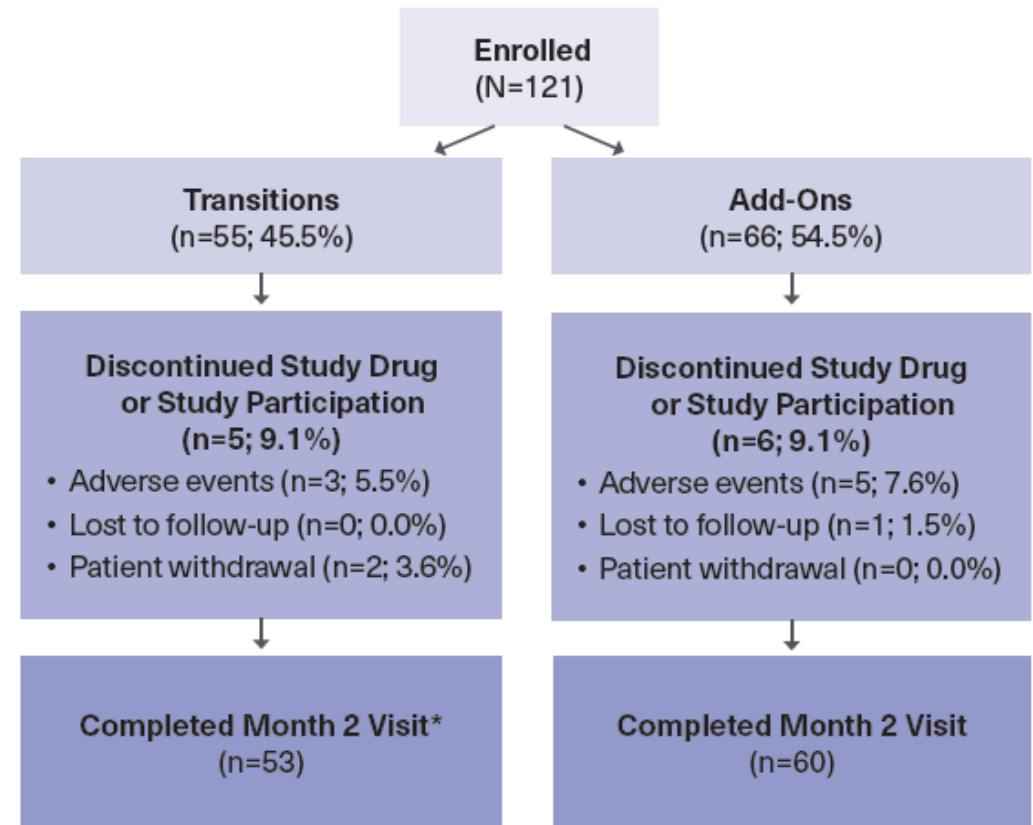 Enrolled
(N=121)
Transitions
(n=55; 45.5%)
Add-Ons
(n=66; 54.5%)
Discontinued Study Drug
or Study Participation
(n=5; 9.1%)
• Adverse events (n=3; 5.5%)
• Lost to follow-up (n=0; 0.0%)
• Patient withdrawal (n=2; 3.6%)
Discontinued Study Drug
or Study Participation
(n=6; 9.1%)
• Adverse events (n=5; 7.6%)
• Lost to follow-up (n=1; 1.5%)
• Patient withdrawal (n=0; 0.0%)
Completed Month 2 Visit*
(n=53)
Completed Month 2 Visit
(n=60)